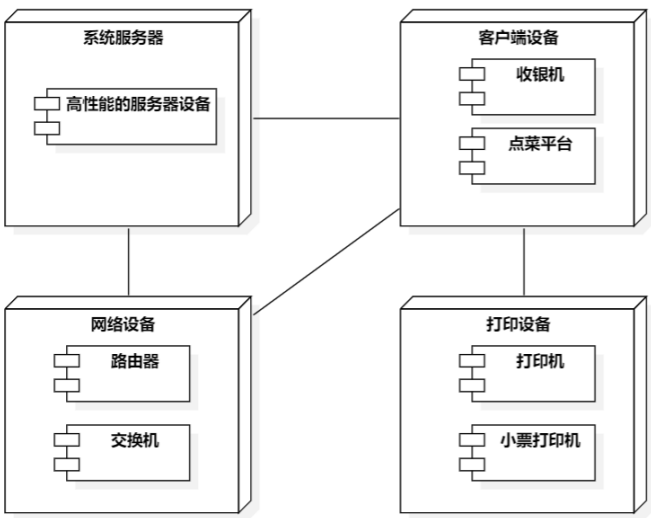 系统服务器
高性能的服务器设备
客户端设备
收银机
点菜平台
网络设备
路由器
交换机
打印设备
打印机
小票打印机